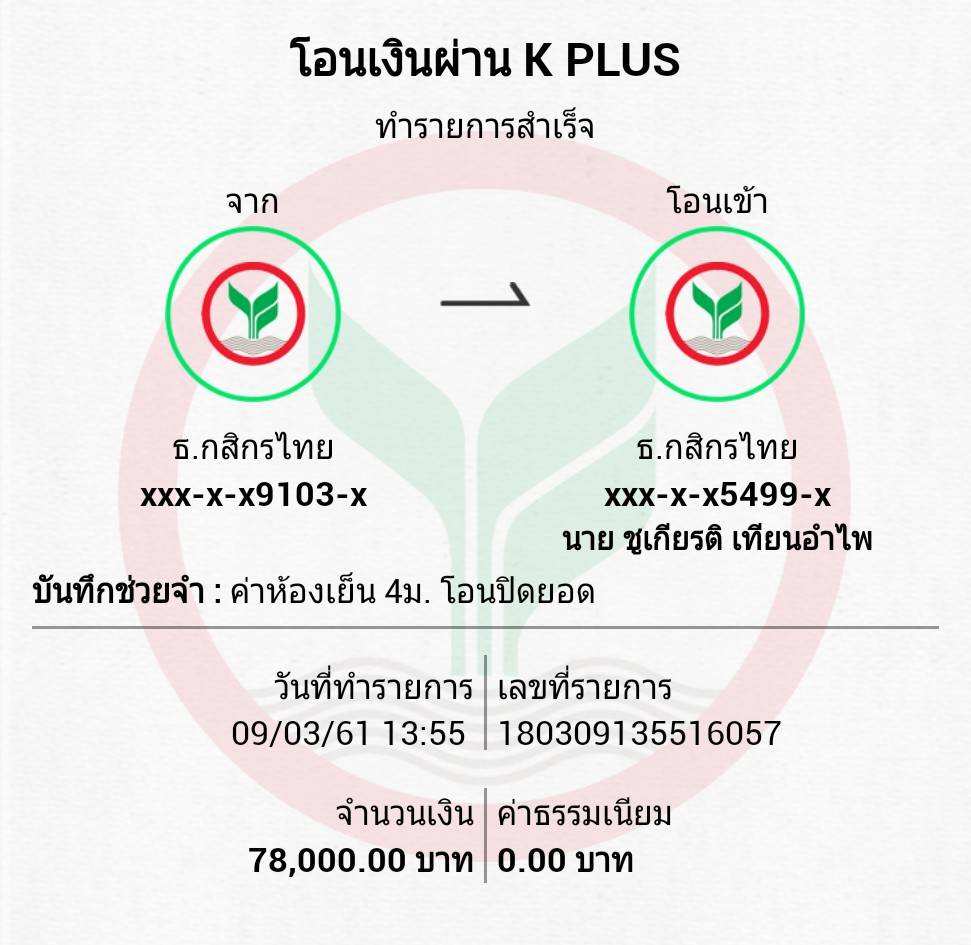 โอนเงินผ่าน K PLUS
ทำรายการสำเร็จ
จาก
โอนเข้า
ธ.กสิกรไทย
ธ.กสิกรไทย
xxx-x-x9103-x
xxx-x-x5499-x
นาย ชูเกียรติ เทียนอำไพ
บันทึกช่วยจำ : ค่าห้องเย็น 4ม. โอนปิดยอด
วันที่ทำรายการ
เลขที่รายการ
09/03/61 13:55
180309135516057
จำนวนเงิน
ค่าธรรมเนียม
78,000.00 บาท
0.00 บาท